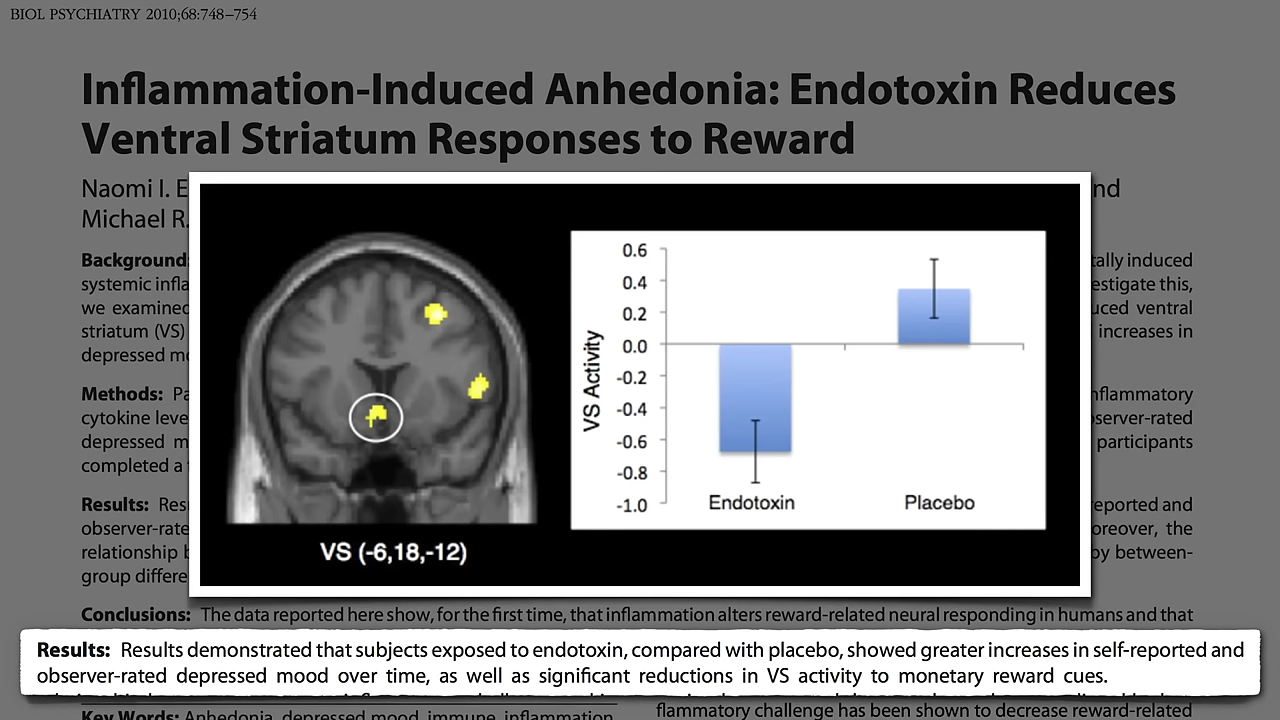 BIOL PSYCHIATRY 2010;68:748–754
Inflammation-Induced Anhedonia: Endotoxin Reduces
Ventral Striatum Responses to Reward
Naomi I. E nd
Michael R.
Background: tally induced
systemic infla estigate this,
we examined uced ventral
striatum (VS) increases in
depressed mo
Methods: Pa nflammatory
cytokine leve bserver-rated
depressed m participants
completed a
Results: Res reported and
observer-rate oreover, the
relationship b by between-
group differe
0.6
0.4
0.2
0.0
-0.2
-0.4
-0.6
-0.8
-1.0
VS Activity
Endotoxin Placebo
VS (-6,18,-12)
Conclusions: The data reported here show, for the first time, that inflammation alters reward-related neural responding in humans and that
Results: Results demonstrated that subjects exposed to endotoxin, compared with placebo, showed greater increases in self-reported and
observer-rated depressed mood over time, as well as significant reductions in VS activity to monetary reward cues.
Key Words: Anhedonia, depressed mood, immune, inflammation,
flammatory challenge has been shown to decrease reward-related